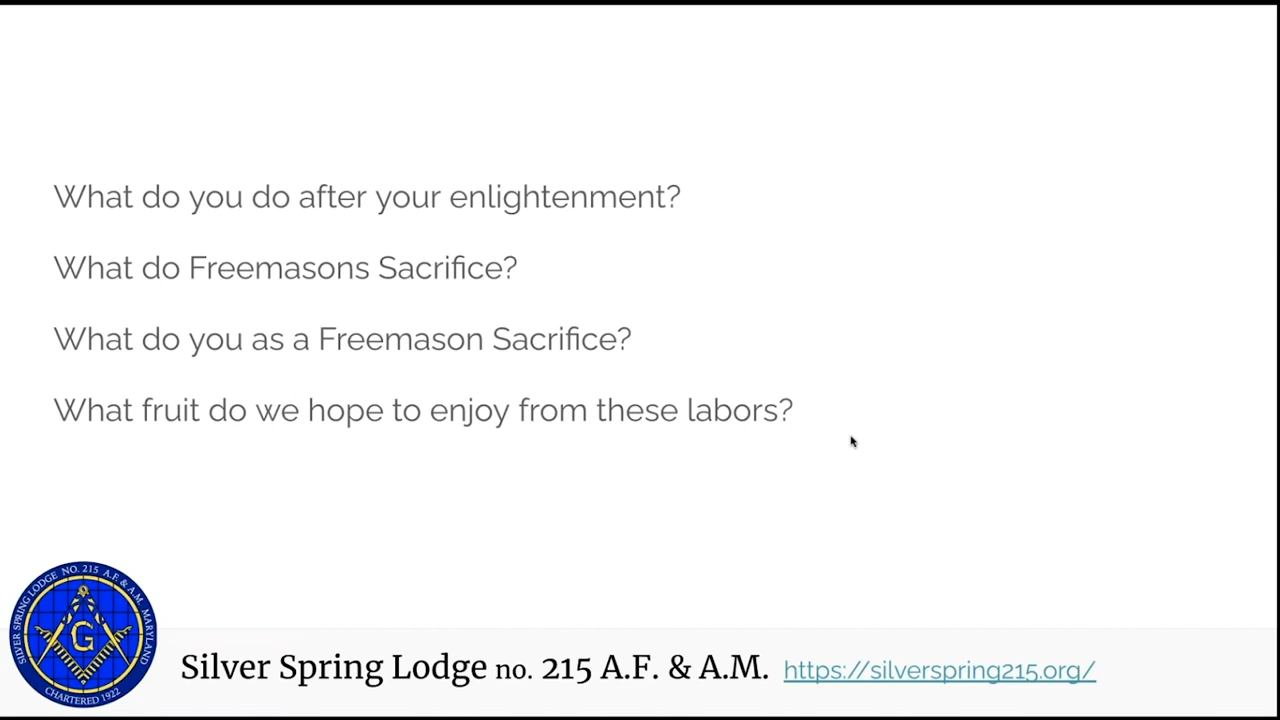 What do you do after your enlightenment?
What do Freemasons Sacrifice?
What do you as a Freemason Sacrifice?
What fruit do we hope to enjoy from these labors?
SILVER SPRING LODGE NO. 215 A.F. & A.M. MARYLAND
G
CHARTERED 1922
Silver Spring Lodge no. 215 A.F. & A.M. https://silverspring215.org/